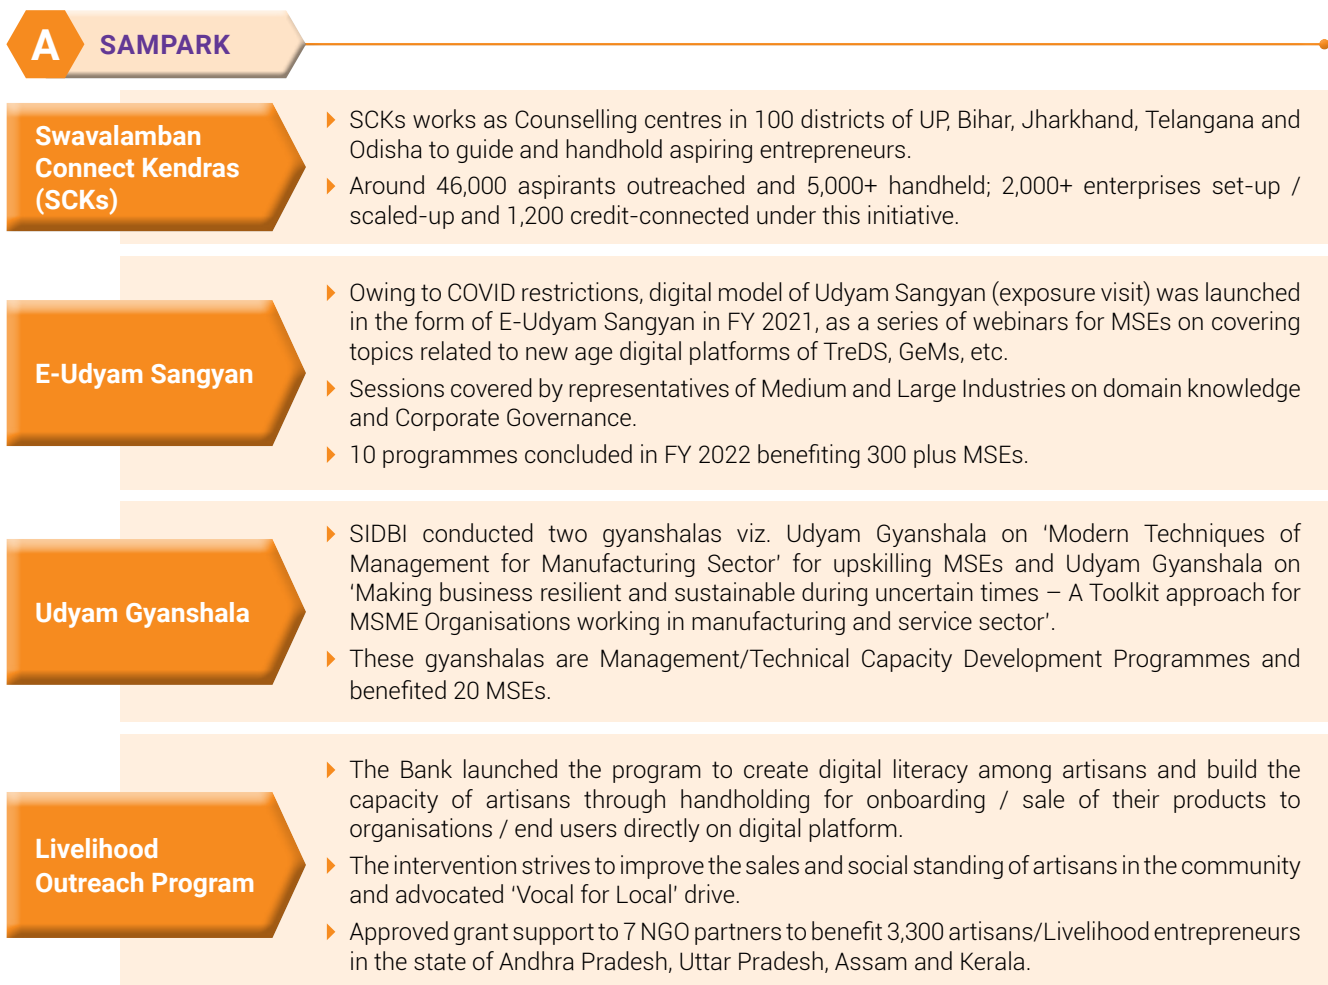 A SAMPARK
Swavalamban
Connect Kendras
(SCKs)
SCKs works as Counselling centres in 100 districts of UP, Bihar, Jharkhand, Telangana and
Odisha to guide and handhold aspiring entrepreneurs.
Around 46,000 aspirants outreached and 5,000+ handheld; 2,000+ enterprises set-up /
scaled-up and 1,200 credit-connected under this initiative.
E-Udyam Sangyan
Owing to COVID restrictions, digital model of Udyam Sangyan (exposure visit) was launched
in the form of E-Udyam Sangyan in FY 2021, as a series of webinars for MSEs on covering
topics related to new age digital platforms of TreDS, GeMs, etc.
Sessions covered by representatives of Medium and Large Industries on domain knowledge
and Corporate Governance.
10 programmes concluded in FY 2022 benefiting 300 plus MSEs.
Udyam Gyanshala
SIDBI conducted two gyanshalas viz. Udyam Gyanshala on ‘Modern Techniques of
Management for Manufacturing Sector’ for upskilling MSEs and Udyam Gyanshala on
‘Making business resilient and sustainable during uncertain times – A Toolkit approach for
MSME Organisations working in manufacturing and service sector’.
These gyanshalas are Management/Technical Capacity Development Programmes and
benefited 20 MSEs.
Livelihood
Outreach Program
The Bank launched the program to create digital literacy among artisans and build the
capacity of artisans through handholding for onboarding / sale of their products to
organisations / end users directly on digital platform.
The intervention strives to improve the sales and social standing of artisans in the community
and advocated ‘Vocal for Local’ drive.
Approved grant support to 7 NGO partners to benefit 3,300 artisans/Livelihood entrepreneurs
in the state of Andhra Pradesh, Uttar Pradesh, Assam and Kerala.